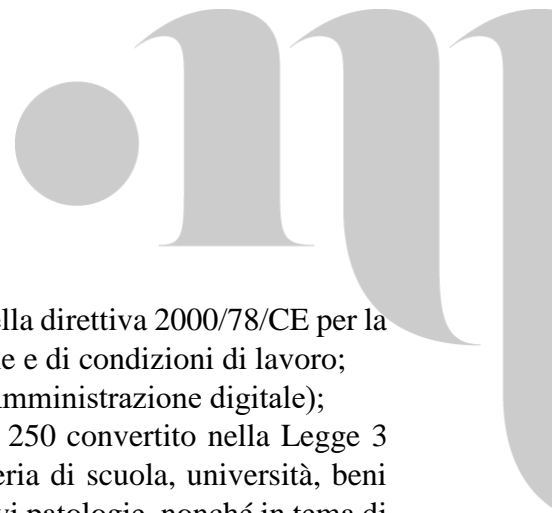 ella direttiva 2000/78/CE per la
e e di condizioni di lavoro;
mministrazione digitale);
250 convertito nella Legge 3
eria di scuola, università, beni
vi patologie, nonché in tema di